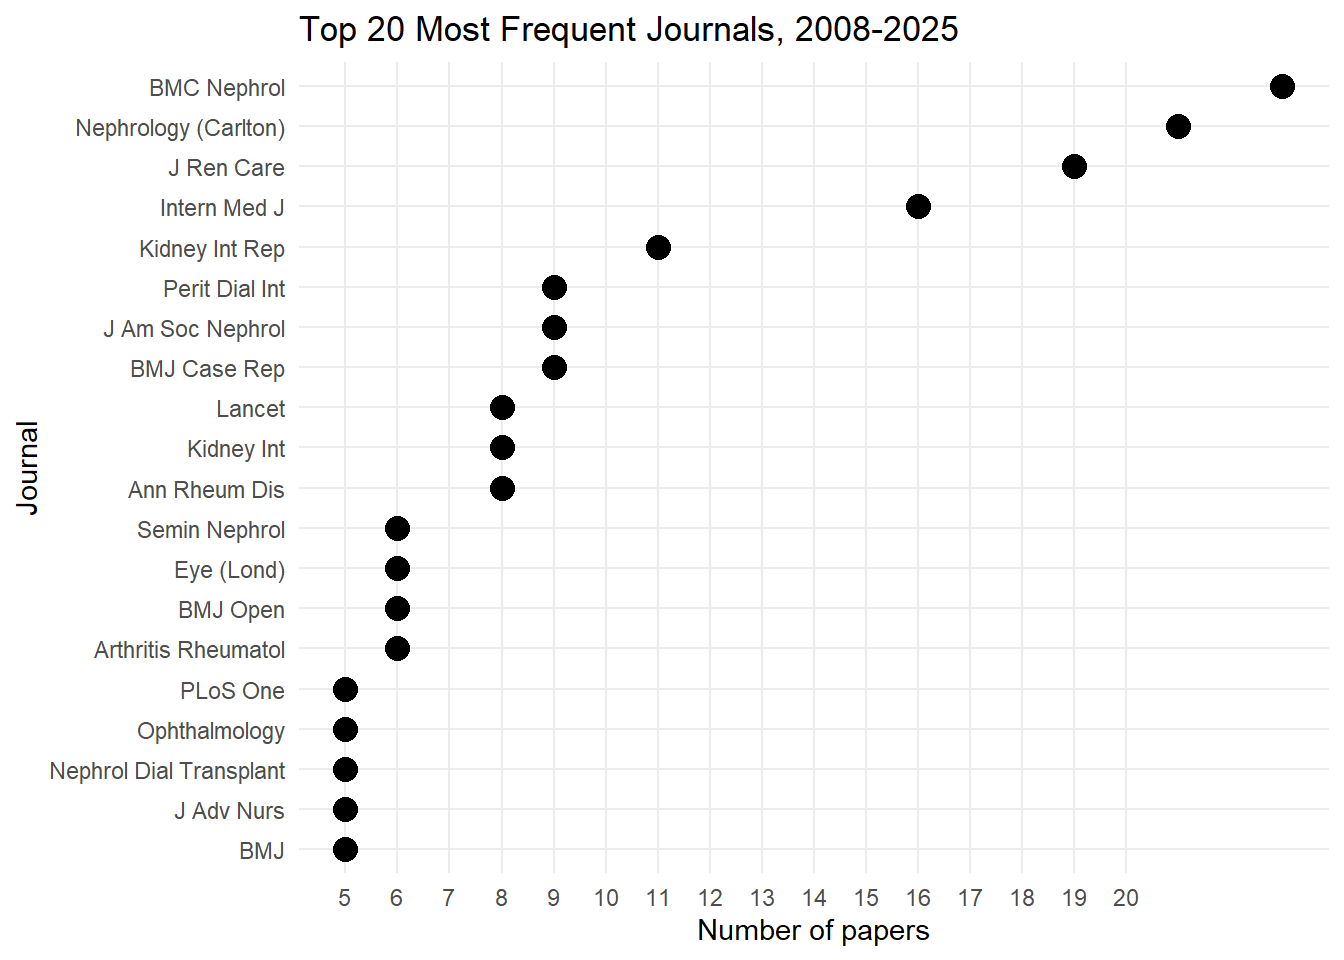 Top 20 Most Frequent Journals, 2008-2025
BMC Nephrol
Nephrology (Carlton)
J Ren Care
Intern Med J
Kidney Int Rep
Perit Dial Int
J Am Soc Nephrol
BMJ Case Rep
Lancet
Kidney Int
Ann Rheum Dis
Semin Nephrol
Eye (Lond)
BMJ Open
Arthritis Rheumatol
PLoS One
Ophthalmology
Nephrol Dial Transplant
J Adv Nurs
BMJ
Journal
5 6 7 8 9 10 11 12 13 14 15 16 17 18 19 20
Number of papers